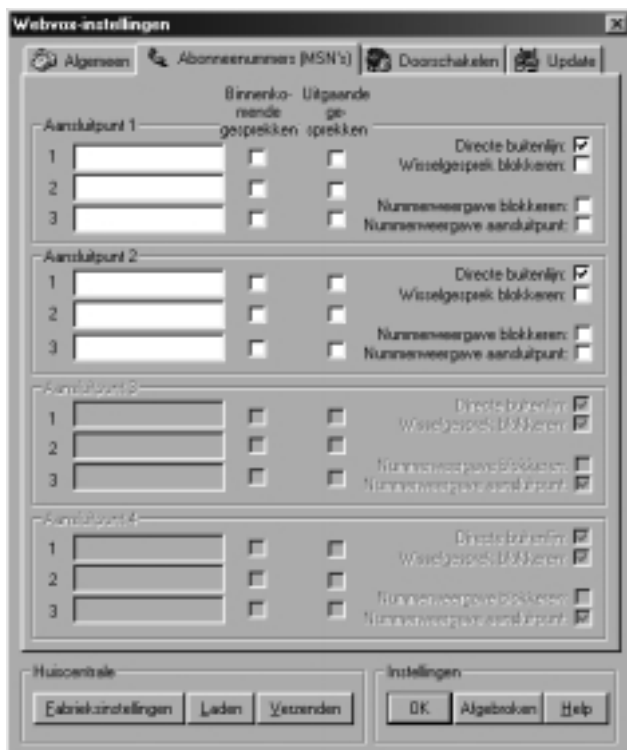 Webvox-instellingen
Algemeen Abonneenummers (MSN's) Doorschakelen Update
Binnenko- Uitgaande
mende ge-
gesprekken sprekken
Aansluitpunt 1
1 Directe buitenlijn:
Wisselgesprek blokkeren:
2
Nummerweergave blokkeren:
3 Nummerweergave aansluitpunt:
Aansluitpunt 2
1 Directe buitenlijn:
Wisselgesprek blokkeren:
2
Nummerweergave blokkeren:
3 Nummerweergave aansluitpunt:
Aansluitpunt 3
1 Directe buitenlijn:
Wisselgesprek blokkeren:
2
Nummerweergave blokkeren:
3 Nummerweergave aansluitpunt:
Aansluitpunt 4
1 Directe buitenlijn:
Wisselgesprek blokkeren:
2
Nummerweergave blokkeren:
3 Nummerweergave aansluitpunt:
Huiscentrale Instellingen
Fabrieksinstellingen Laden Verzenden OK Afgebroken Help